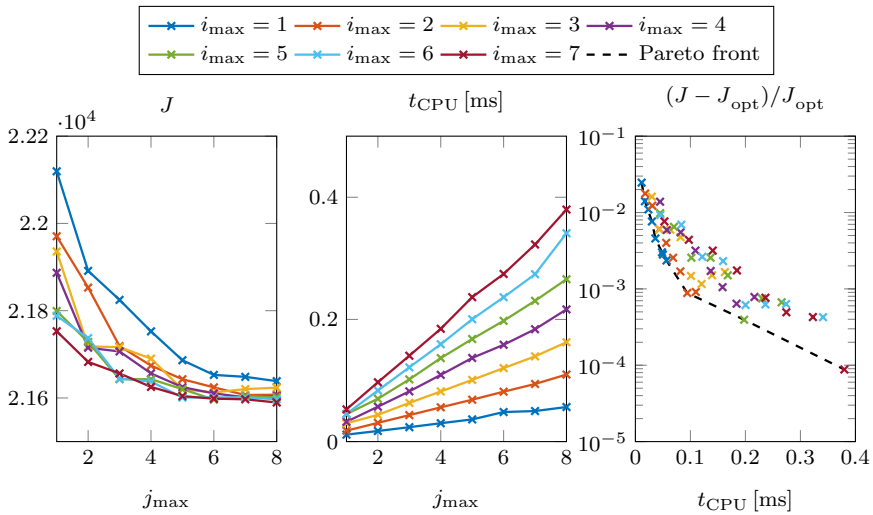 i_max = 1 i_max = 2 i_max = 3 i_max = 4
i_max = 5 i_max = 6 i_max = 7 Pareto front
J
·10^4
2.22
2.2
2.18
2.16
2 4 6 8
j_max
t_CPU [ms]
0.4
0.2
0
2 4 6 8
j_max
(J − J_opt)/J_opt
10^−1
10^−2
10^−3
10^−4
10^−5
0 0.1 0.2 0.3 0.4
t_CPU [ms]